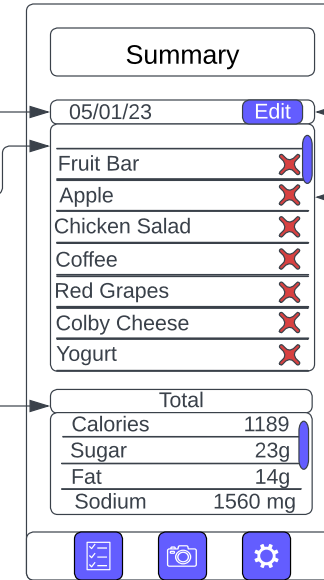 Summary
05/01/23 Edit
Fruit Bar
Apple
Chicken Salad
Coffee
Red Grapes
Colby Cheese
Yogurt
Total
Calories 1189
Sugar 23g
Fat 14g
Sodium 1560 mg